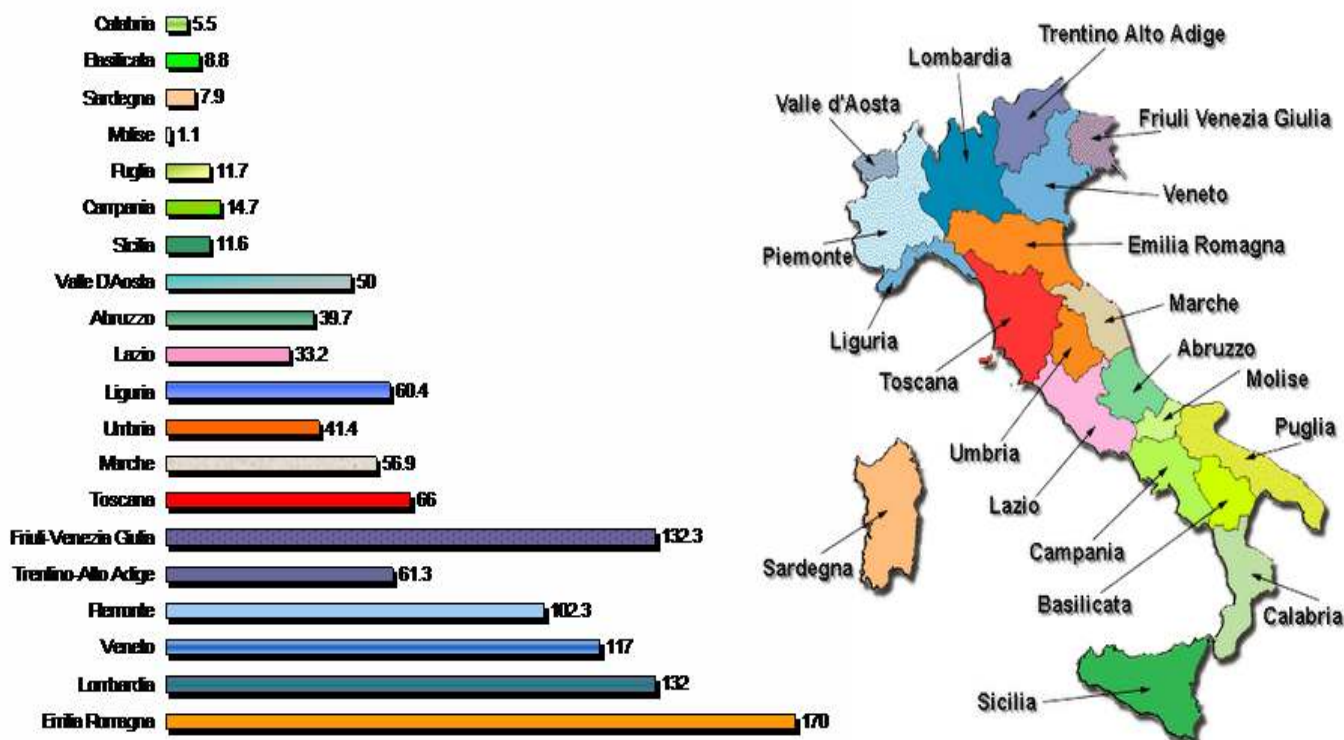 Calabria 5.5
Basilicata 8.8
Sardegna 7.9
Molise 1.1
Puglia 11.7
Campania 14.7
Sicilia 11.6
Valle D'Aosta 50
Abruzzo 39.7
Lazio 33.2
Liguria 60.4
Umbria 41.4
Marche 56.9
Toscana 66
Friuli-Venezia Giulia 132.3
Trentino-Alto Adige 61.3
Piemonte 102.3
Veneto 117
Lombardia 132
Emilia Romagna 170
Trentino Alto Adige
Lombardia
Valle d'Aosta
Friuli Venezia Giulia
Veneto
Piemonte
Emilia Romagna
Marche
Liguria
Abruzzo
Toscana
Molise
Puglia
Umbria
Lazio
Campania
Sardegna
Basilicata
Calabria
Sicilia